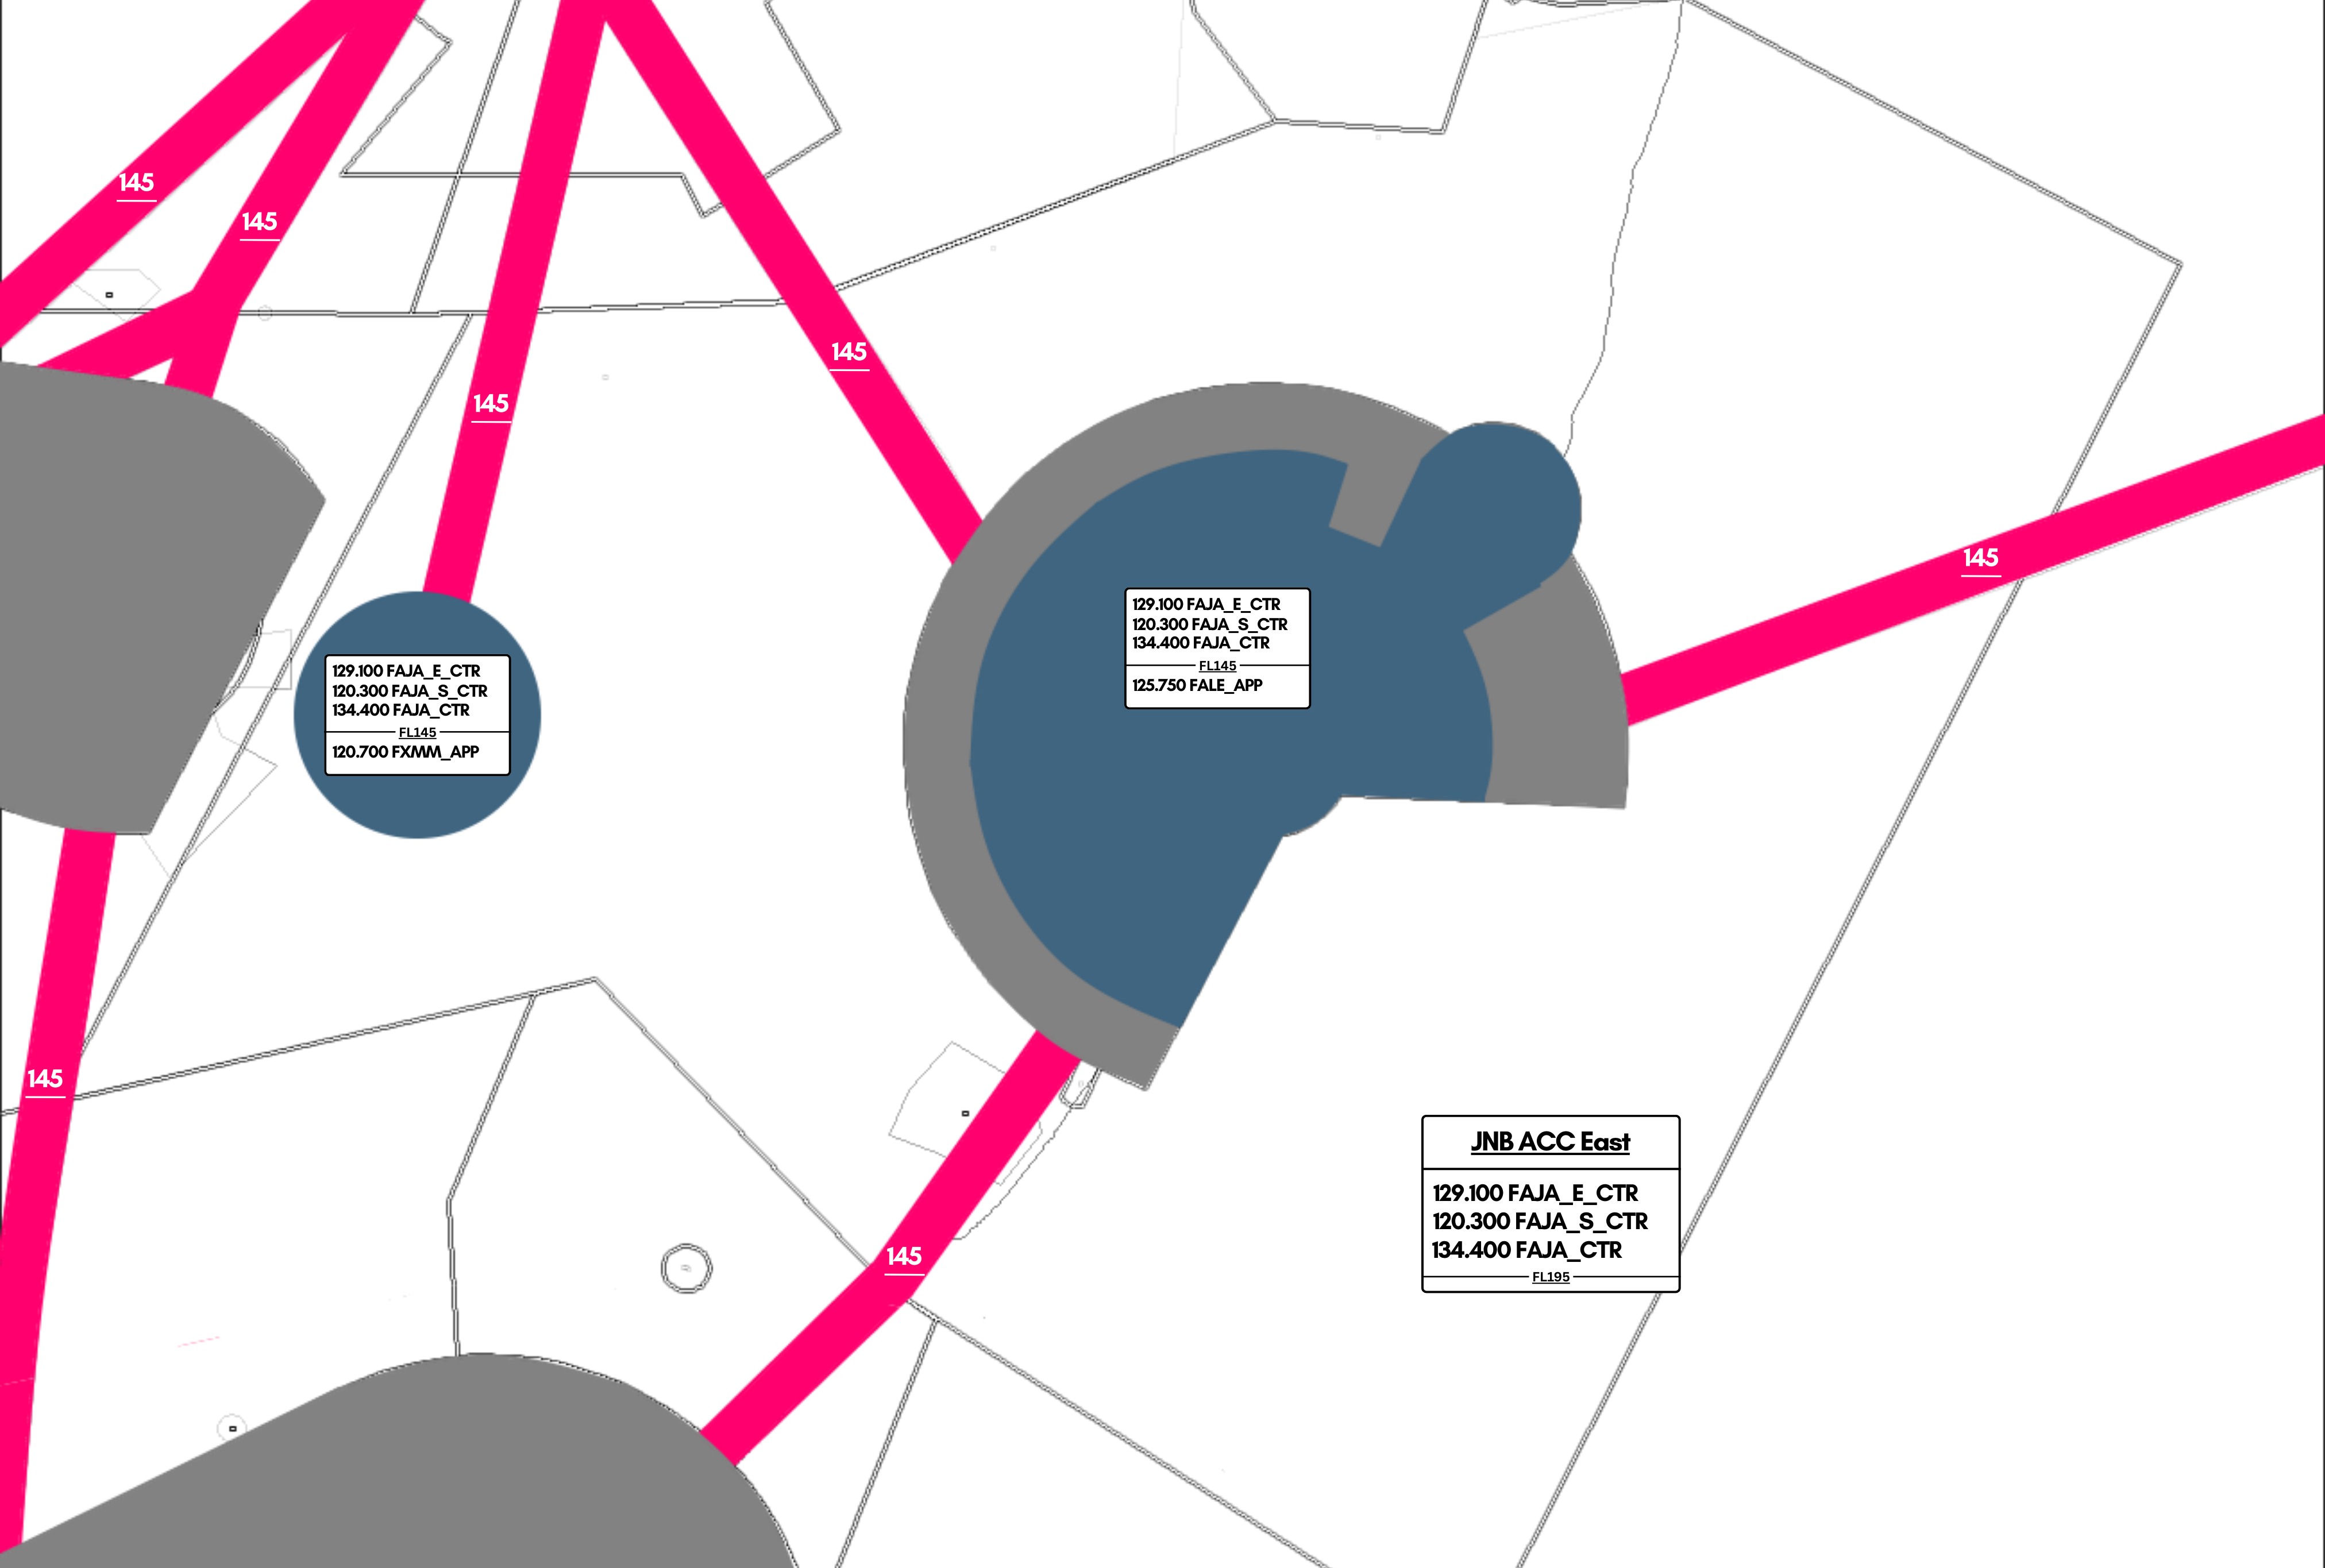 145
145
145
145
145
129.100 FAJA_E_CTR
120.300 FAJA_S_CTR
134.400 FAJA_CTR
FL145
125.750 FALE_APP
129.100 FAJA_E_CTR
120.300 FAJA_S_CTR
134.400 FAJA_CTR
FL145
120.700 FXMM_APP
145
145
JNB ACC East
129.100 FAJA_E_CTR
120.300 FAJA_S_CTR
134.400 FAJA_CTR
FL195